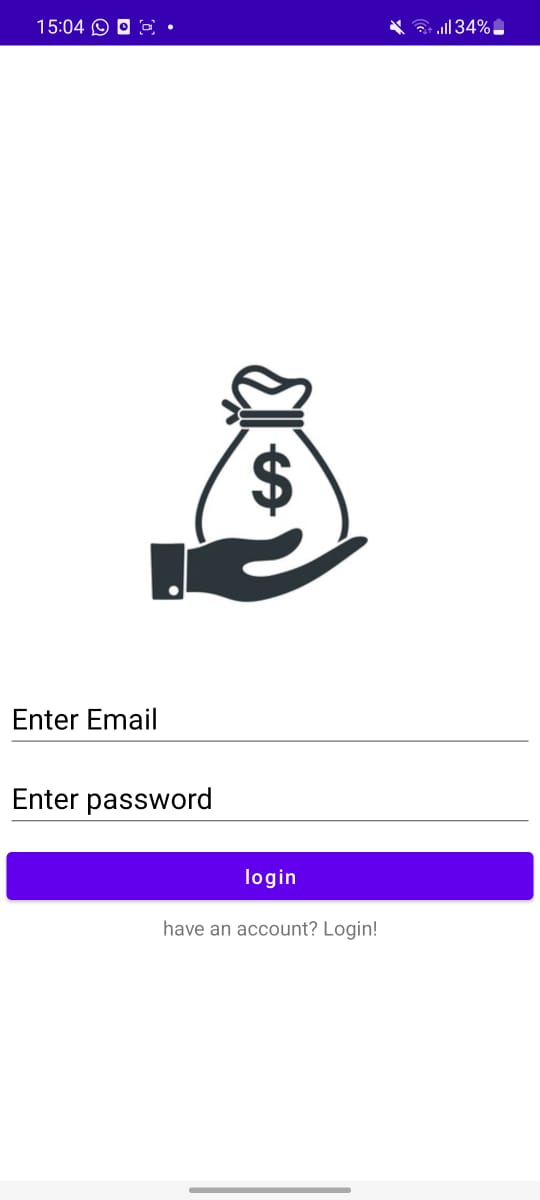 15:04 34%
$
Enter Email
Enter password
login
have an account? Login!